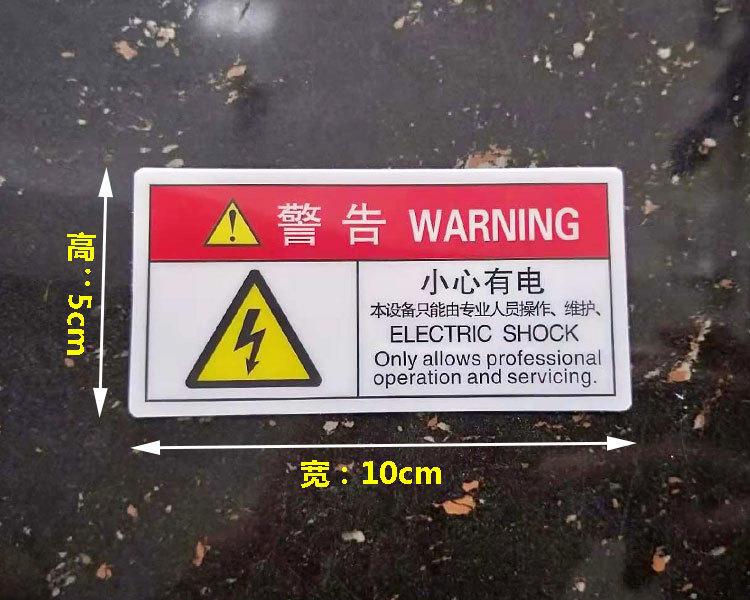 警告 WARNING
小心有电
本设备只能由专业人员操作、维护、
ELECTRIC SHOCK
Only allows professional
operation and servicing.
高：5cm
宽：10cm